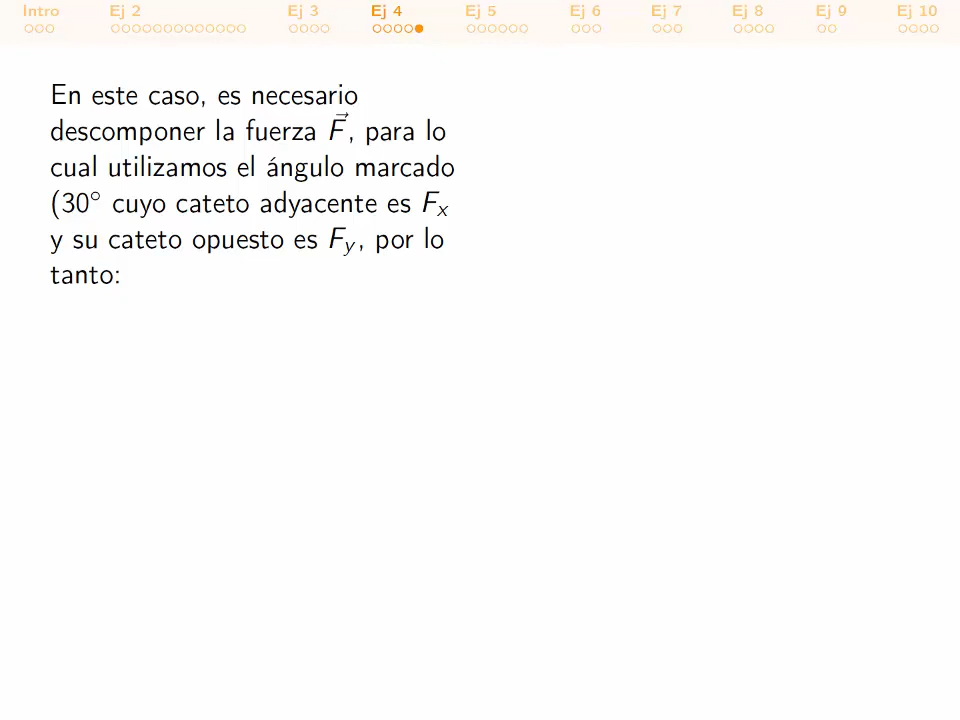 Intro Ej 2 Ej 3 Ej 4 Ej 5 Ej 6 Ej 7 Ej 8 Ej 9 Ej 10
En este caso, es necesario
descomponer la fuerza F⃗, para lo
cual utilizamos el ángulo marcado
(30° cuyo cateto adyacente es Fₓ
y su cateto opuesto es F_y, por lo
tanto: